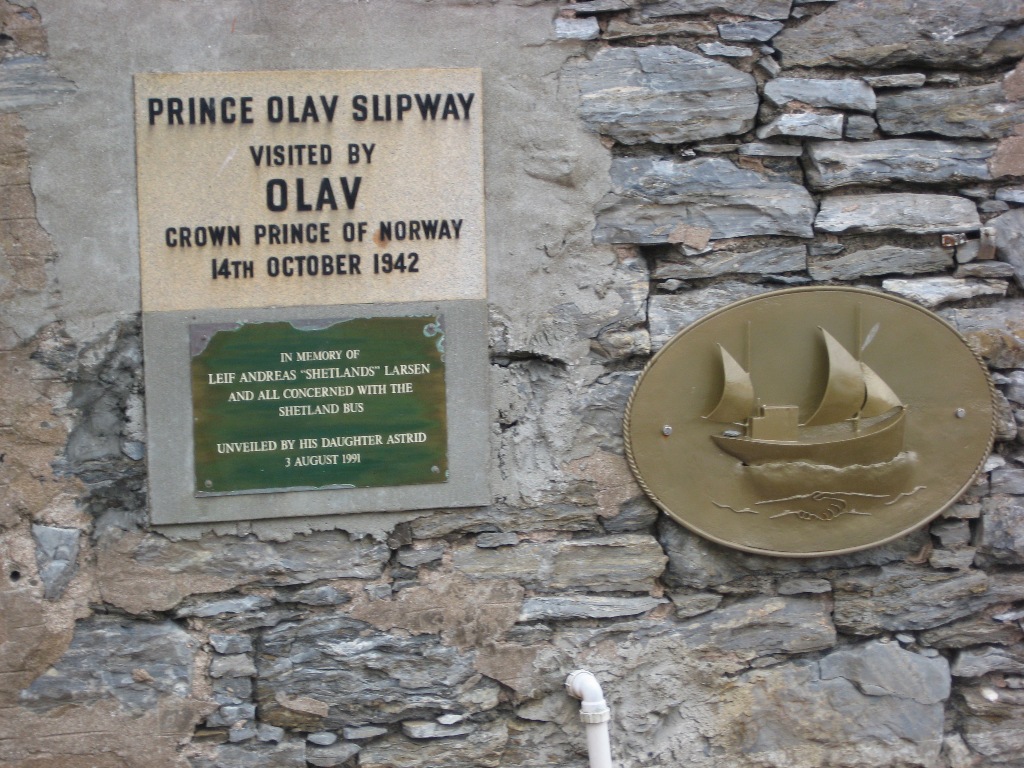 PRINCE OLAV SLIPWAY
VISITED BY
OLAV
CROWN PRINCE OF NORWAY
14TH OCTOBER 1942
IN MEMORY OF
LEIF ANDREAS "SHETLANDS" LARSEN
AND ALL CONCERNED WITH THE
SHETLAND BUS
UNVEILED BY HIS DAUGHTER ASTRID
3 AUGUST 1991